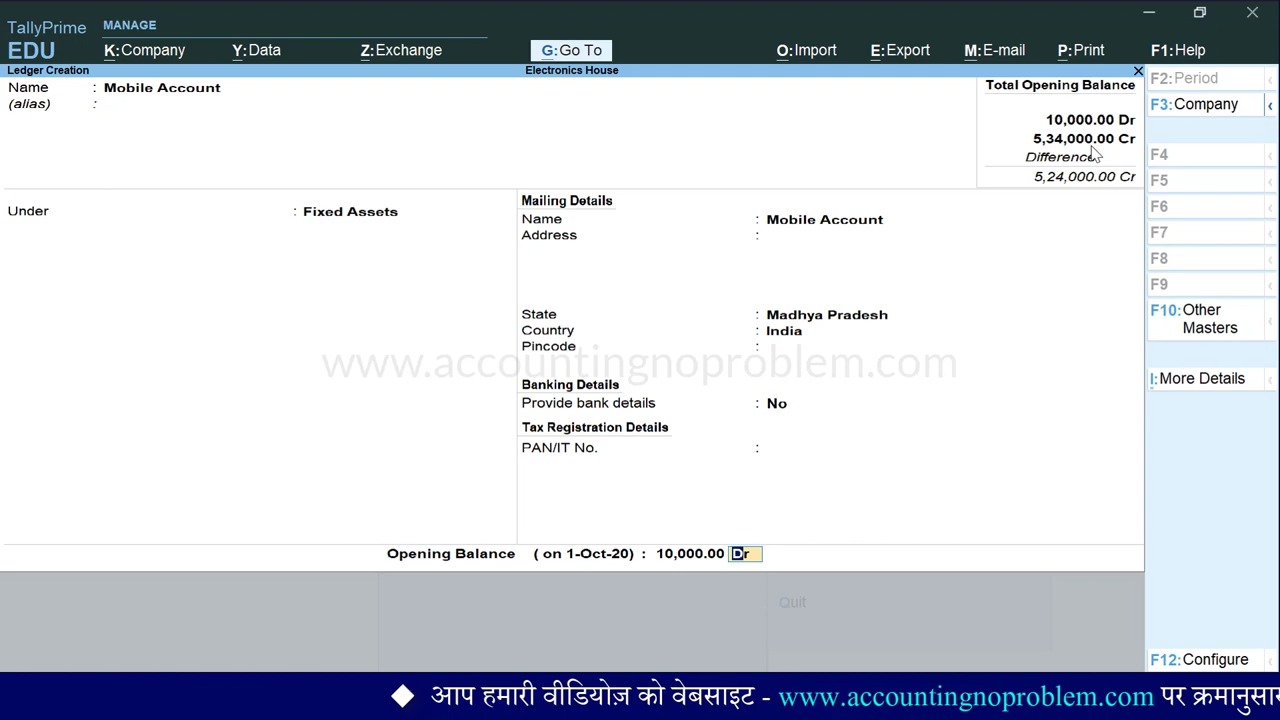 TallyPrime
EDU
MANAGE
K:Company Y:Data Z:Exchange G:Go To O:Import E:Export M:E-mail P:Print F1:Help
Ledger Creation Electronics House
Name : Mobile Account
(alias) :
Total Opening Balance
10,000.00 Dr
5,34,000.00 Cr
Difference
5,24,000.00 Cr
Under : Fixed Assets
Mailing Details
Name : Mobile Account
Address :
State : Madhya Pradesh
Country : India
Pincode :
www.accountingnoproblem.com
Banking Details
Provide bank details : No
Tax Registration Details
PAN/IT No. :
Opening Balance ( on 1-Oct-20) : 10,000.00 Dr
Quit
F2:Period
F3:Company
F4
F5
F6
F7
F8
F9
F10:Other
Masters
I:More Details
F12:Configure
◆ आप हमारी वीडियोज़ को वेबसाइट - www.accountingnoproblem.com पर क्रमानुसार